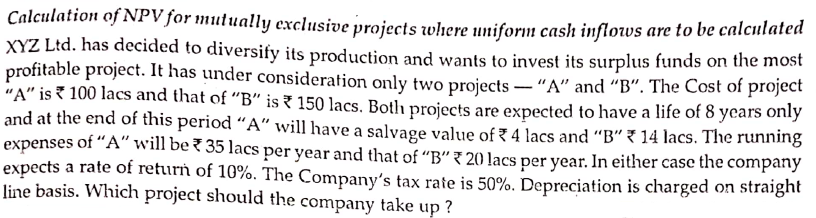 Calculation of NPV for mutually exclusive projects where uniform cash inflows are to be calculated
XYZ Ltd. has decided to diversify its production and wants to invest its surplus funds on the most
profitable project. It has under consideration only two projects — "A" and "B". The Cost of project
"A" is ₹ 100 lacs and that of "B" is ₹ 150 lacs. Both projects are expected to have a life of 8 years only
and at the end of this period "A" will have a salvage value of ₹ 4 lacs and "B" ₹ 14 lacs. The running
expenses of "A" will be ₹ 35 lacs per year and that of "B" ₹ 20 lacs per year. In either case the company
expects a rate of return of 10%. The Company's tax rate is 50%. Depreciation is charged on straight
line basis. Which project should the company take up ?